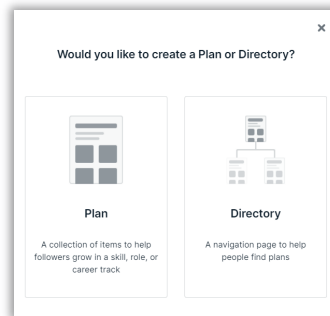 ×
Would you like to create a Plan or Directory?
Plan
A collection of items to help
followers grow in a skill, role, or
career track
Directory
A navigation page to help
people find plans